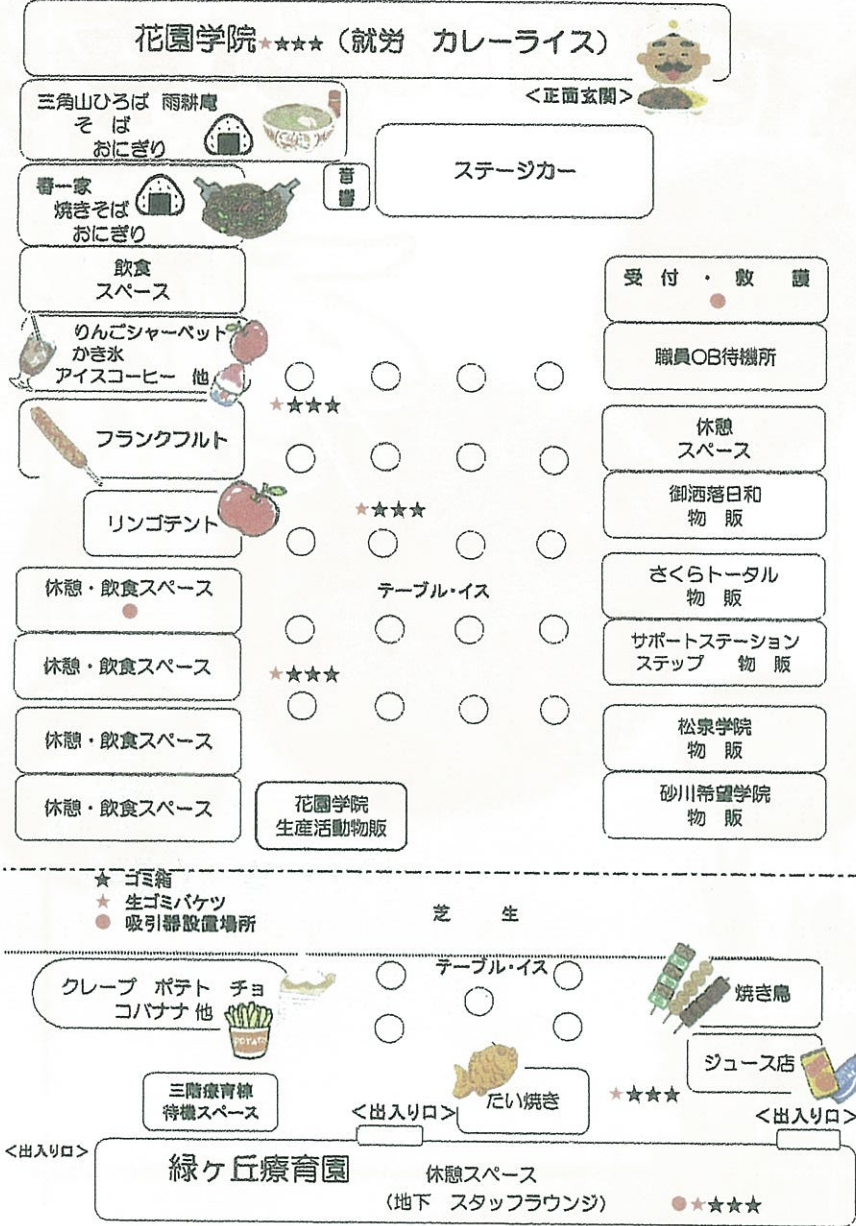 花園学院★★★★（就労　カレーライス）
＜正面玄関＞
三角山ひろば　雨耕庵
そ　ば
おにぎり
ステージカー
音響
番一家
焼きそば
おにぎり
飲食
スペース
受　付　・　救　護
りんごシャーベット
かき氷
アイスコーヒー　他
職員OB待機所
★★★★
フランクフルト
休憩
スペース
リンゴテント
★★★★
御洒落日和
物　販
休憩・飲食スペース
テーブル・イス
さくらトータル
物　販
休憩・飲食スペース
★★★★
サポートステーション
ステップ　物　販
休憩・飲食スペース
松泉学院
物　販
休憩・飲食スペース
花園学院
生産活動物販
砂川希望学院
物　販
★ ゴミ箱
★ 生ゴミバケツ
● 吸引器設置場所
芝　　生
クレープ　ポテト　チョ
コバナナ 他
POTATO
テーブル・イス
焼き鳥
ジュース店
三階療育棟
待機スペース
＜出入り口＞
たい焼き
★★★★
＜出入り口＞
＜出入り口＞
緑ヶ丘療育園
休憩スペース
（地下　スタッフラウンジ）
●★★★★